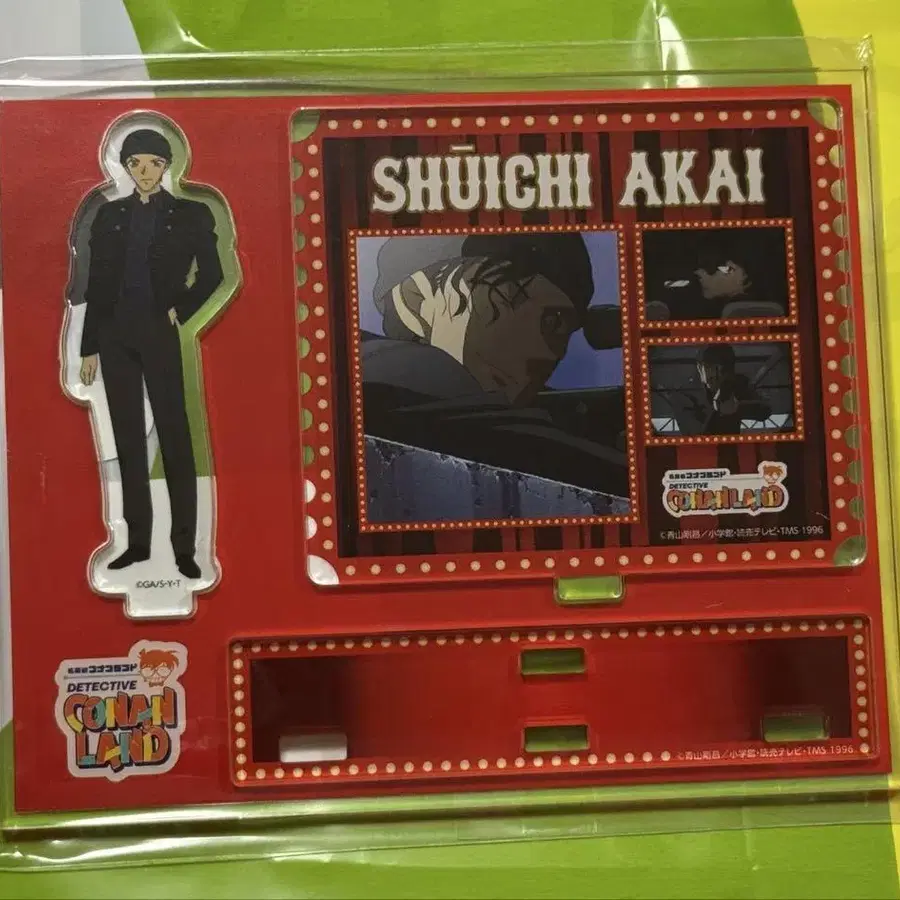 SHŪICHI AKAI
名探偵コナンランド
DETECTIVE
CONAN LAND
©青山剛昌／小学館・読売テレビ・TMS 1996
©GA/S・Y・T
名探偵コナンランド
DETECTIVE
CONAN
LAND
©青山剛昌／小学館・読売テレビ・TMS 1996